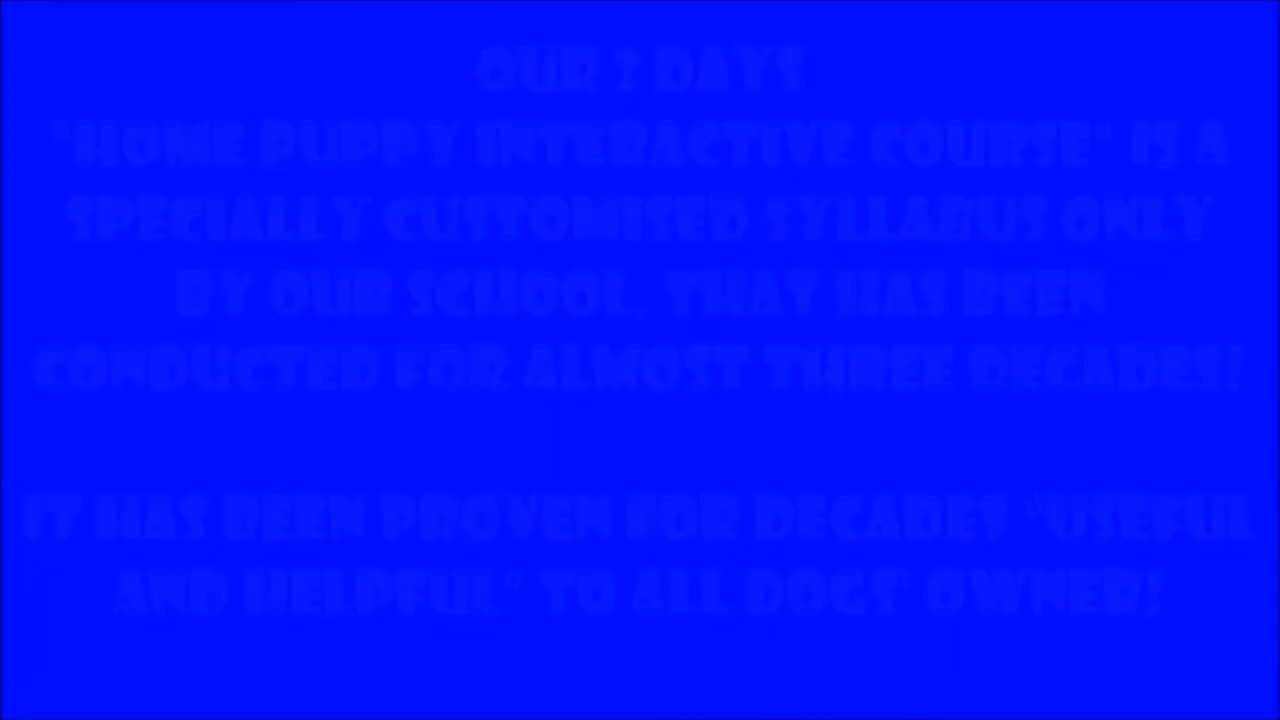 OUR 2 DAYS
"HOME PUPPY INTERACTIVE COURSE" IS A
SPECIALLY CUSTOMISED SYLLABUS ONLY
BY OUR SCHOOL, THAT HAS BEEN
CONDUCTED FOR ALMOST THREE DECADES!
IT HAS BEEN PROVEN FOR DECADES "USEFUL
AND HELPFUL" TO ALL DOGS' OWNER!